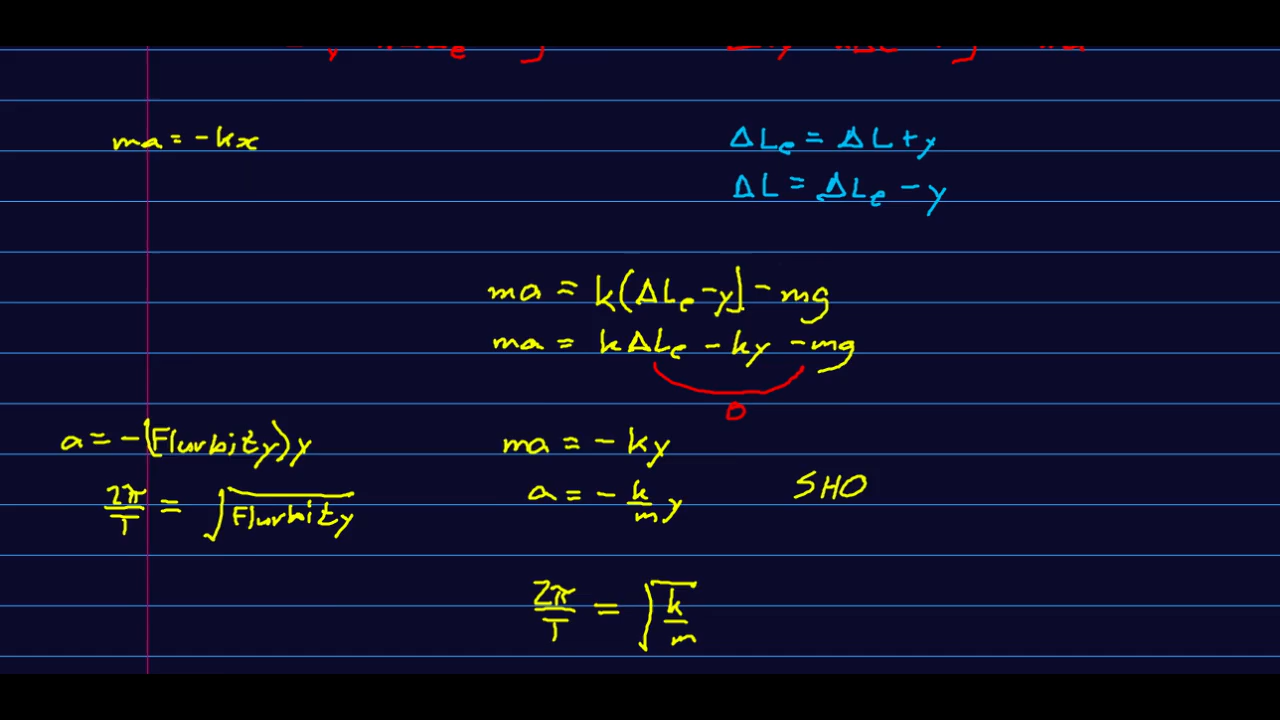 ma = -kx
ΔLe = ΔL + y
ΔL = ΔLe - y
ma = k(ΔLe - y) - mg
ma = kΔLe - ky - mg
0
a = -(Flurbity)y
ma = - ky
2π/T = √Flurbity
a = - k/m y
SHO
2π/T = √k/m